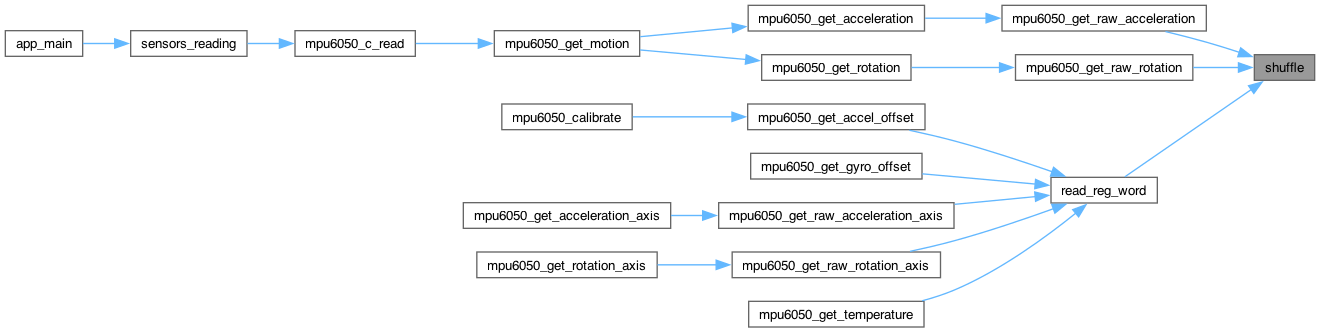 app_main
sensors_reading
mpu6050_c_read
mpu6050_get_motion
mpu6050_get_acceleration
mpu6050_get_raw_acceleration
mpu6050_get_rotation
mpu6050_get_raw_rotation
shuffle
mpu6050_calibrate
mpu6050_get_accel_offset
mpu6050_get_gyro_offset
read_reg_word
mpu6050_get_acceleration_axis
mpu6050_get_raw_acceleration_axis
mpu6050_get_rotation_axis
mpu6050_get_raw_rotation_axis
mpu6050_get_temperature